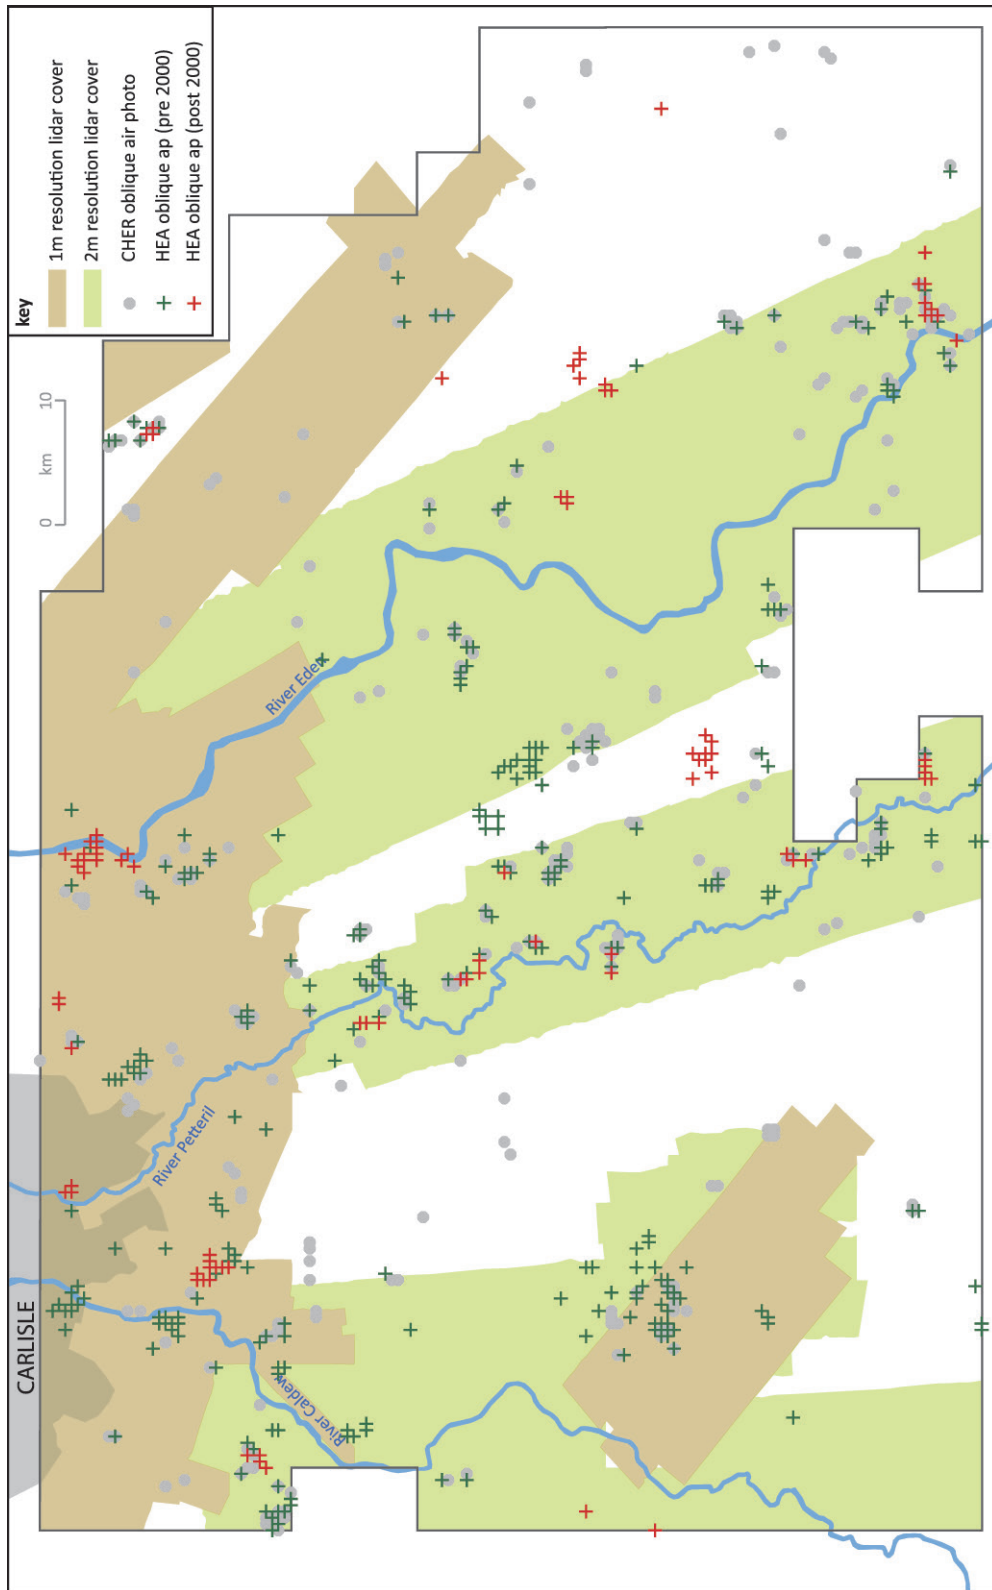 key
1m resolution lidar cover
2m resolution lidar cover
CHER oblique air photo
HEA oblique ap (pre 2000)
HEA oblique ap (post 2000)
0 km 10
CARLISLE
River Caldew
River Petteril
River Eden